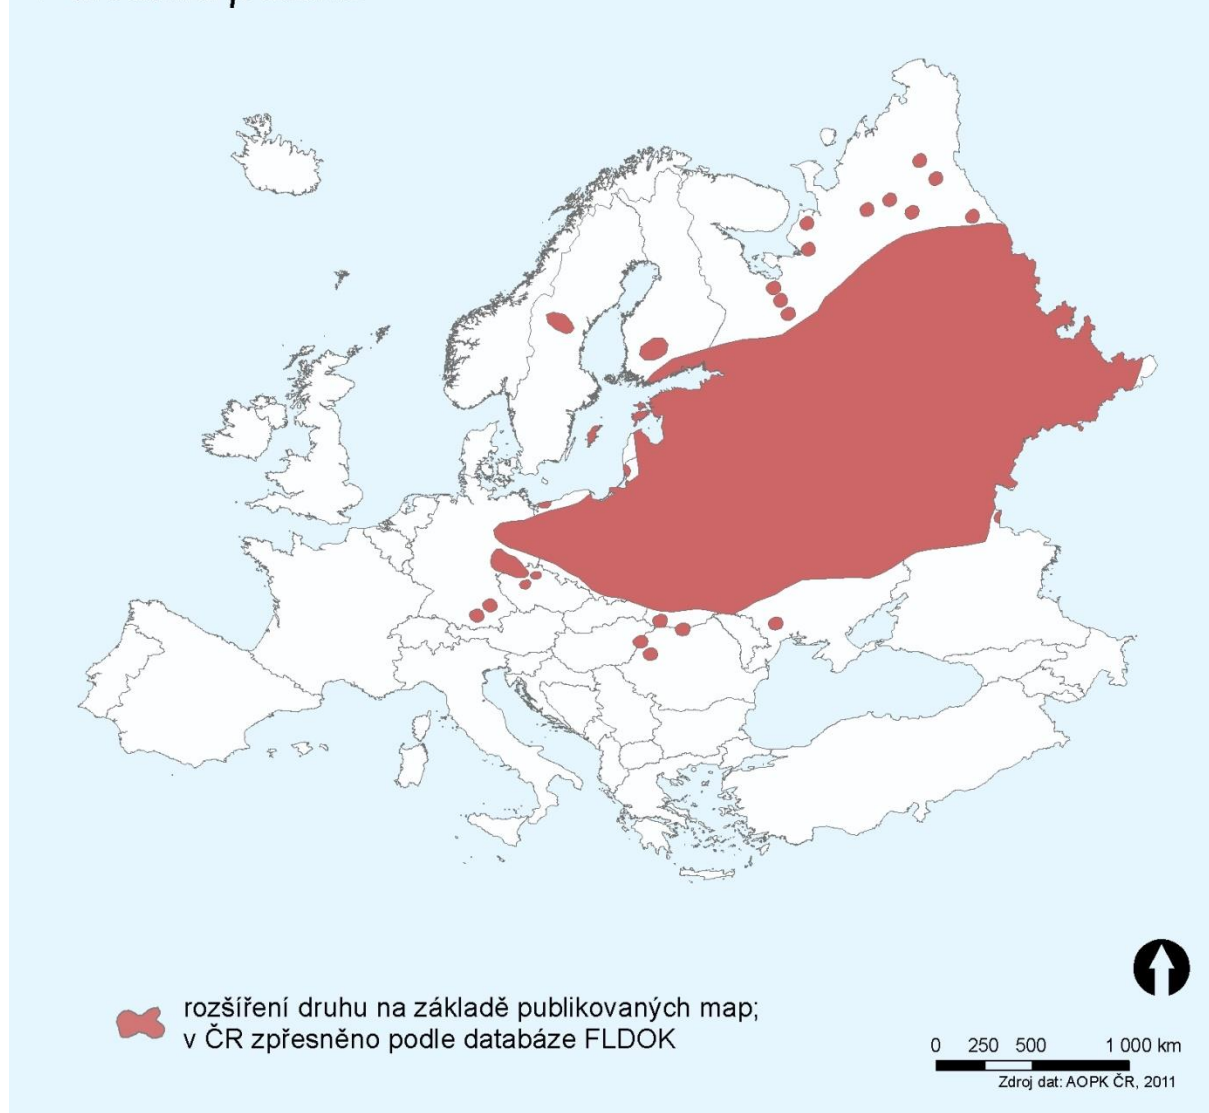 rozšíření druhu na základě publikovaných map;
v ČR zpřesněno podle databáze FLDOK
0 250 500 1 000 km
Zdroj dat: AOPK ČR, 2011